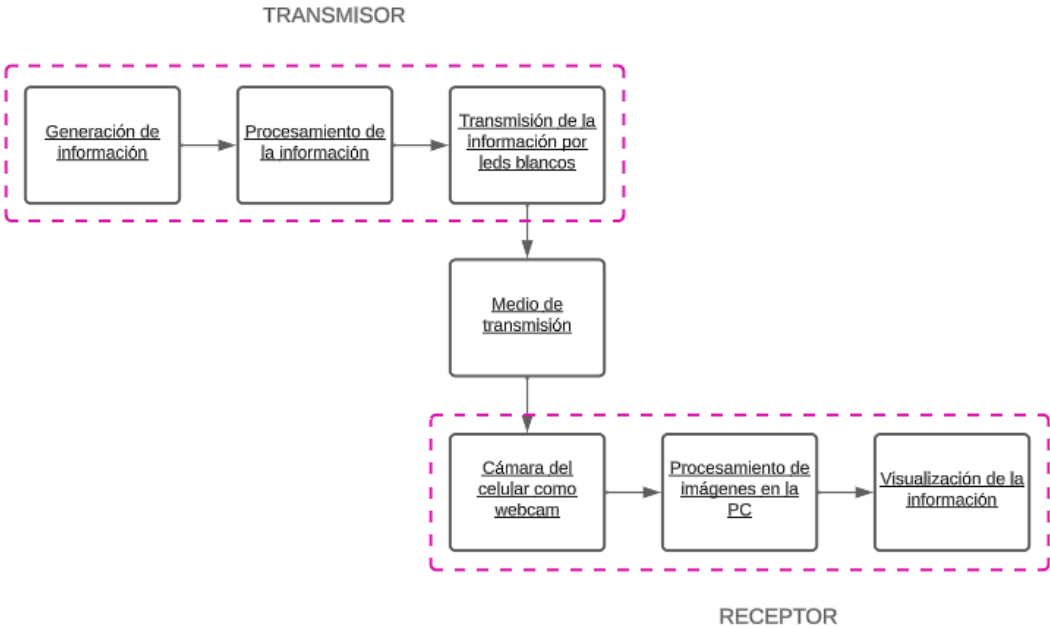 TRANSMISOR
Generación de
información
Procesamiento de
la información
Transmisión de la
información por
leds blancos
Medio de
transmisión
Cámara del
celular como
webcam
Procesamiento de
imágenes en la
PC
Visualización de la
información
RECEPTOR